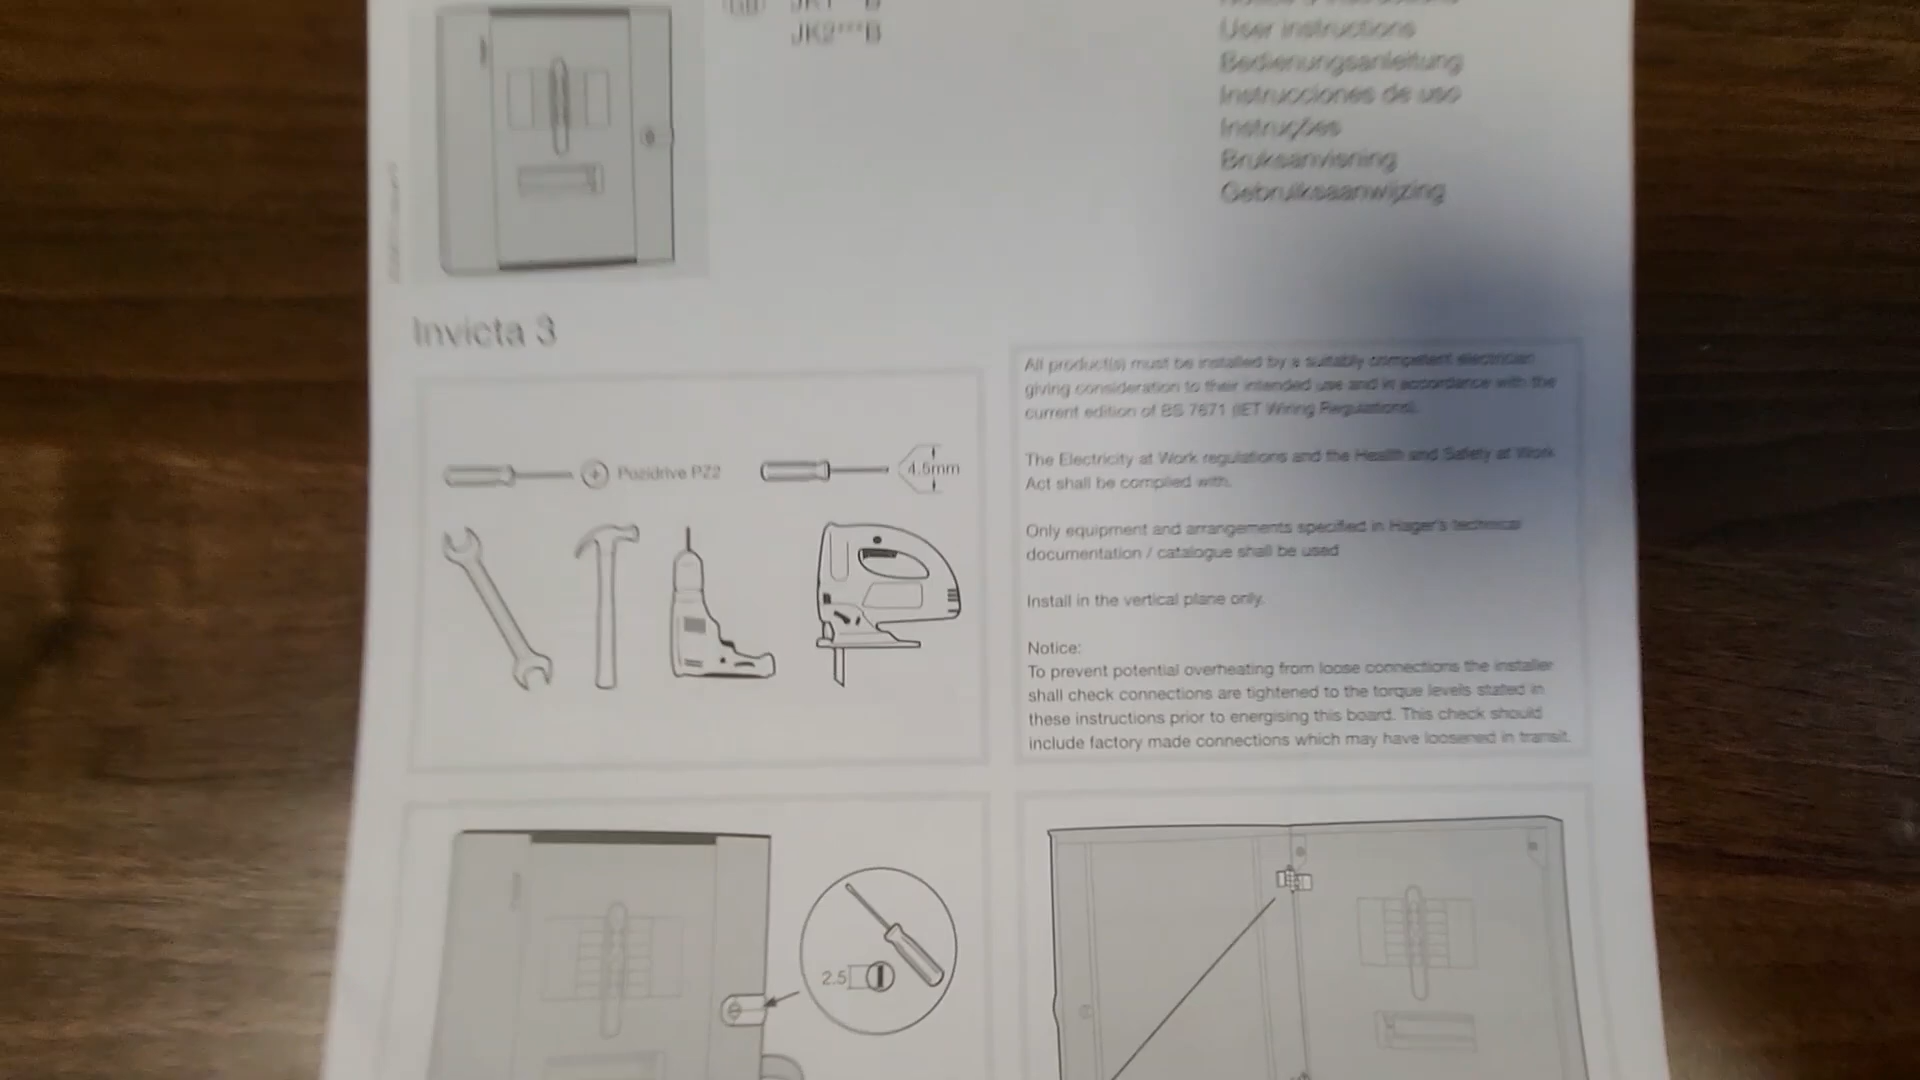 JK2***B
User instructions
Bedienungsanleitung
Instrucciones de uso
Instruções
Bruksanvisning
Gebruiksaanwijzing
Invicta 3
Pozidrive PZ2
4.5mm
All product(s) must be installed by a suitably competent electrician
giving consideration to their intended use and in accordance with the
current edition of BS 7671 (IET Wiring Regulations).
The Electricity at Work regulations and the Health and Safety at Work
Act shall be complied with.
Only equipment and arrangements specified in Hager's technical
documentation / catalogue shall be used
Install in the vertical plane only.
Notice:
To prevent potential overheating from loose connections the installer
shall check connections are tightened to the torque levels stated in
these instructions prior to energising this board. This check should
include factory made connections which may have loosened in transit.
2.5